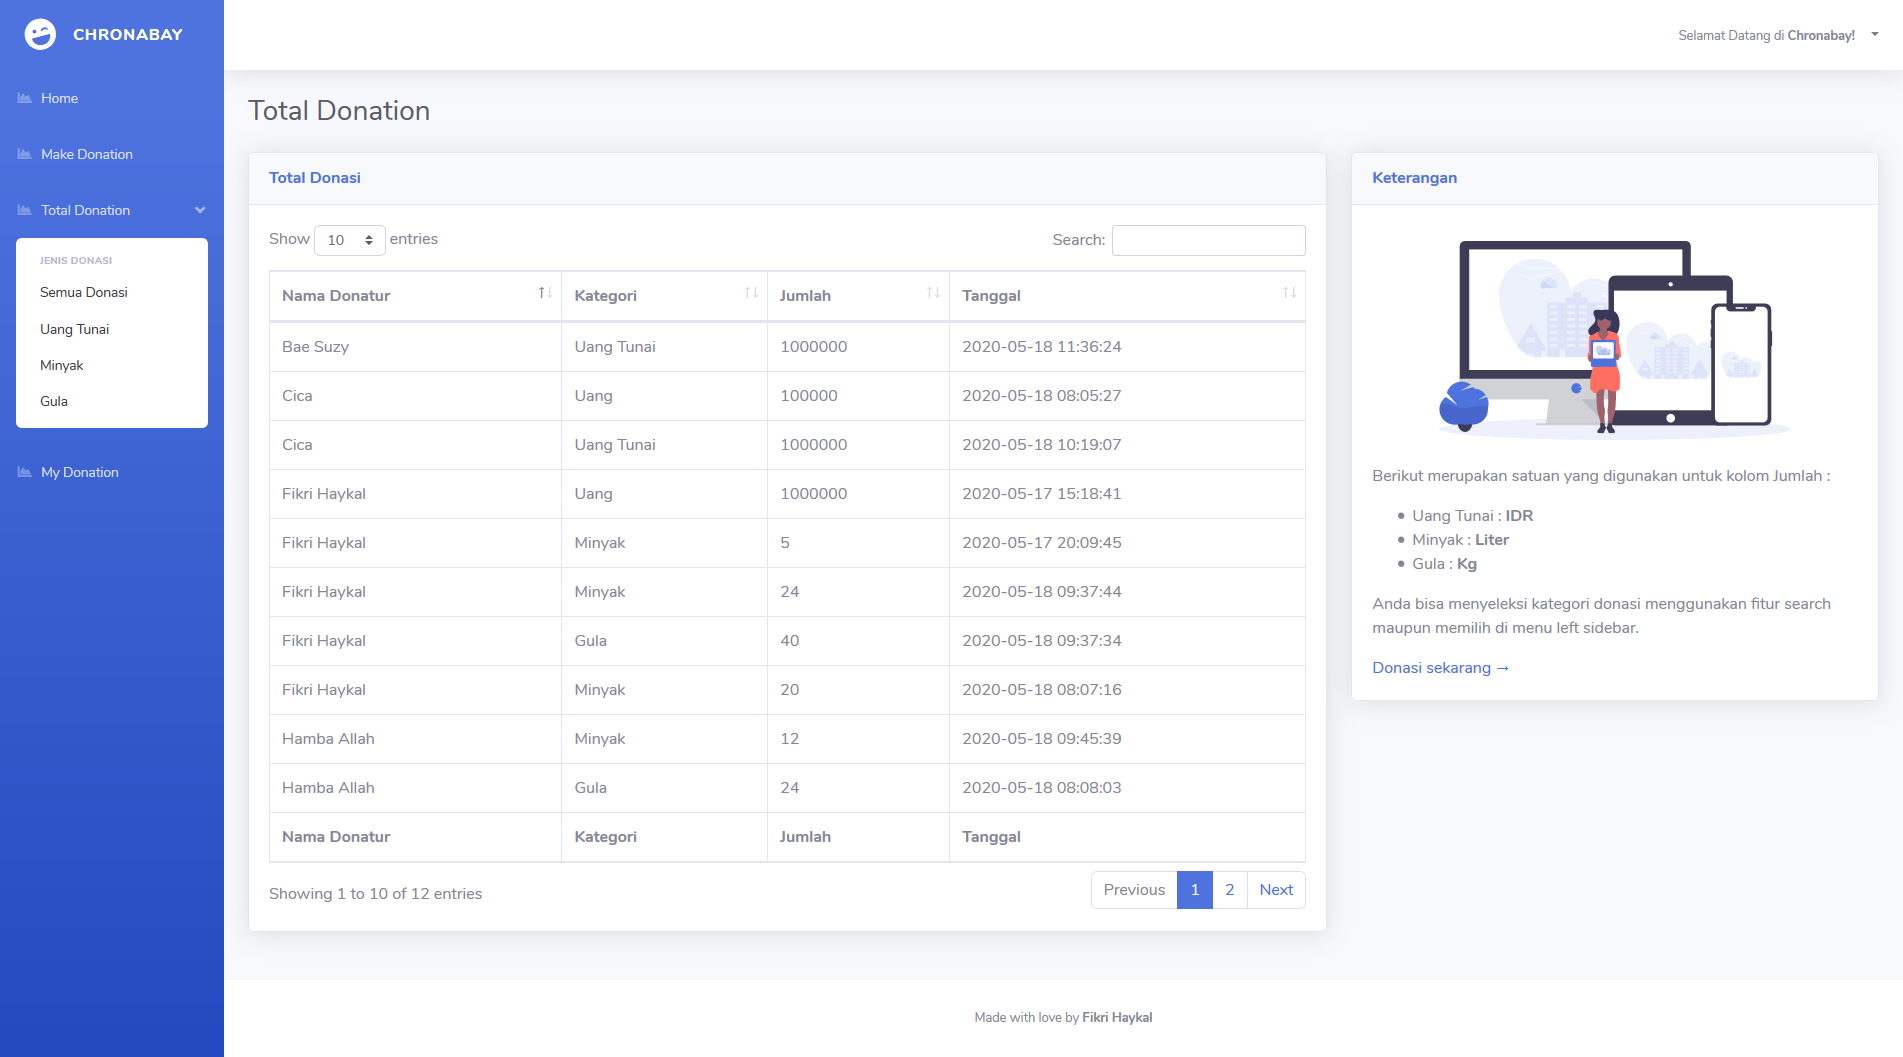 CHRONABAY
Selamat Datang di Chronabay!
Home
Make Donation
Total Donation
JENIS DONASI
Semua Donasi
Uang Tunai
Minyak
Gula
My Donation
Total Donation
Total Donasi
Show 10 entries
Search:
Nama Donatur Kategori Jumlah Tanggal
Bae Suzy Uang Tunai 1000000 2020-05-18 11:36:24
Cica Uang 100000 2020-05-18 08:05:27
Cica Uang Tunai 1000000 2020-05-18 10:19:07
Fikri Haykal Uang 1000000 2020-05-17 15:18:41
Fikri Haykal Minyak 5 2020-05-17 20:09:45
Fikri Haykal Minyak 24 2020-05-18 09:37:44
Fikri Haykal Gula 40 2020-05-18 09:37:34
Fikri Haykal Minyak 20 2020-05-18 08:07:16
Hamba Allah Minyak 12 2020-05-18 09:45:39
Hamba Allah Gula 24 2020-05-18 08:08:03
Nama Donatur Kategori Jumlah Tanggal
Showing 1 to 10 of 12 entries
Previous 1 2 Next
Keterangan
Berikut merupakan satuan yang digunakan untuk kolom Jumlah :
• Uang Tunai : IDR
• Minyak : Liter
• Gula : Kg
Anda bisa menyeleksi kategori donasi menggunakan fitur search
maupun memilih di menu left sidebar.
Donasi sekarang →
Made with love by Fikri Haykal